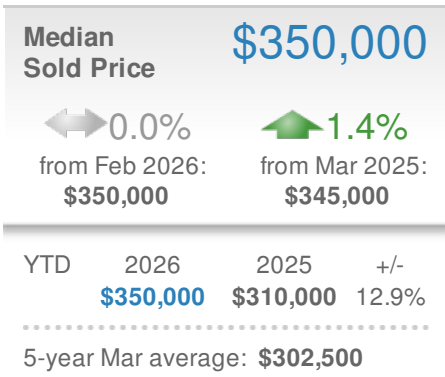 Median $350,000
Sold Price
0.0% 1.4%
from Feb 2026: from Mar 2025:
$350,000 $345,000
YTD 2026 2025 +/-
$350,000 $310,000 12.9%
5-year Mar average: $302,500